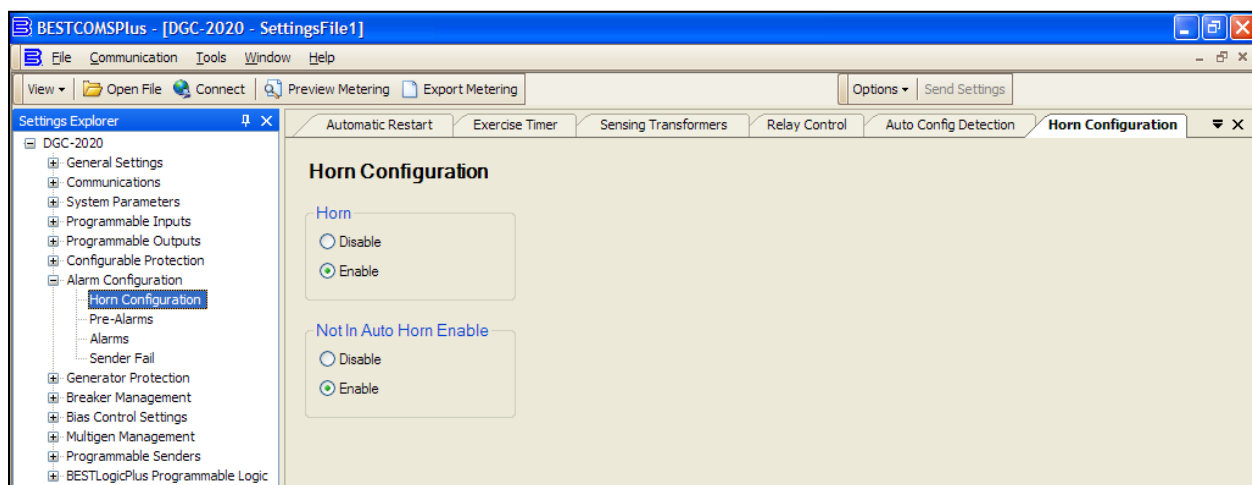 BESTCOMSPlus - [DGC-2020 - SettingsFile1]
File Communication Tools Window Help
View Open File Connect Preview Metering Export Metering Options Send Settings
Settings Explorer
DGC-2020
General Settings
Communications
System Parameters
Programmable Inputs
Programmable Outputs
Configurable Protection
Alarm Configuration
Horn Configuration
Pre-Alarms
Alarms
Sender Fail
Generator Protection
Breaker Management
Bias Control Settings
Multigen Management
Programmable Senders
BESTLogicPlus Programmable Logic
Automatic Restart Exercise Timer Sensing Transformers Relay Control Auto Config Detection Horn Configuration
Horn Configuration
Horn
Disable
Enable
Not In Auto Horn Enable
Disable
Enable